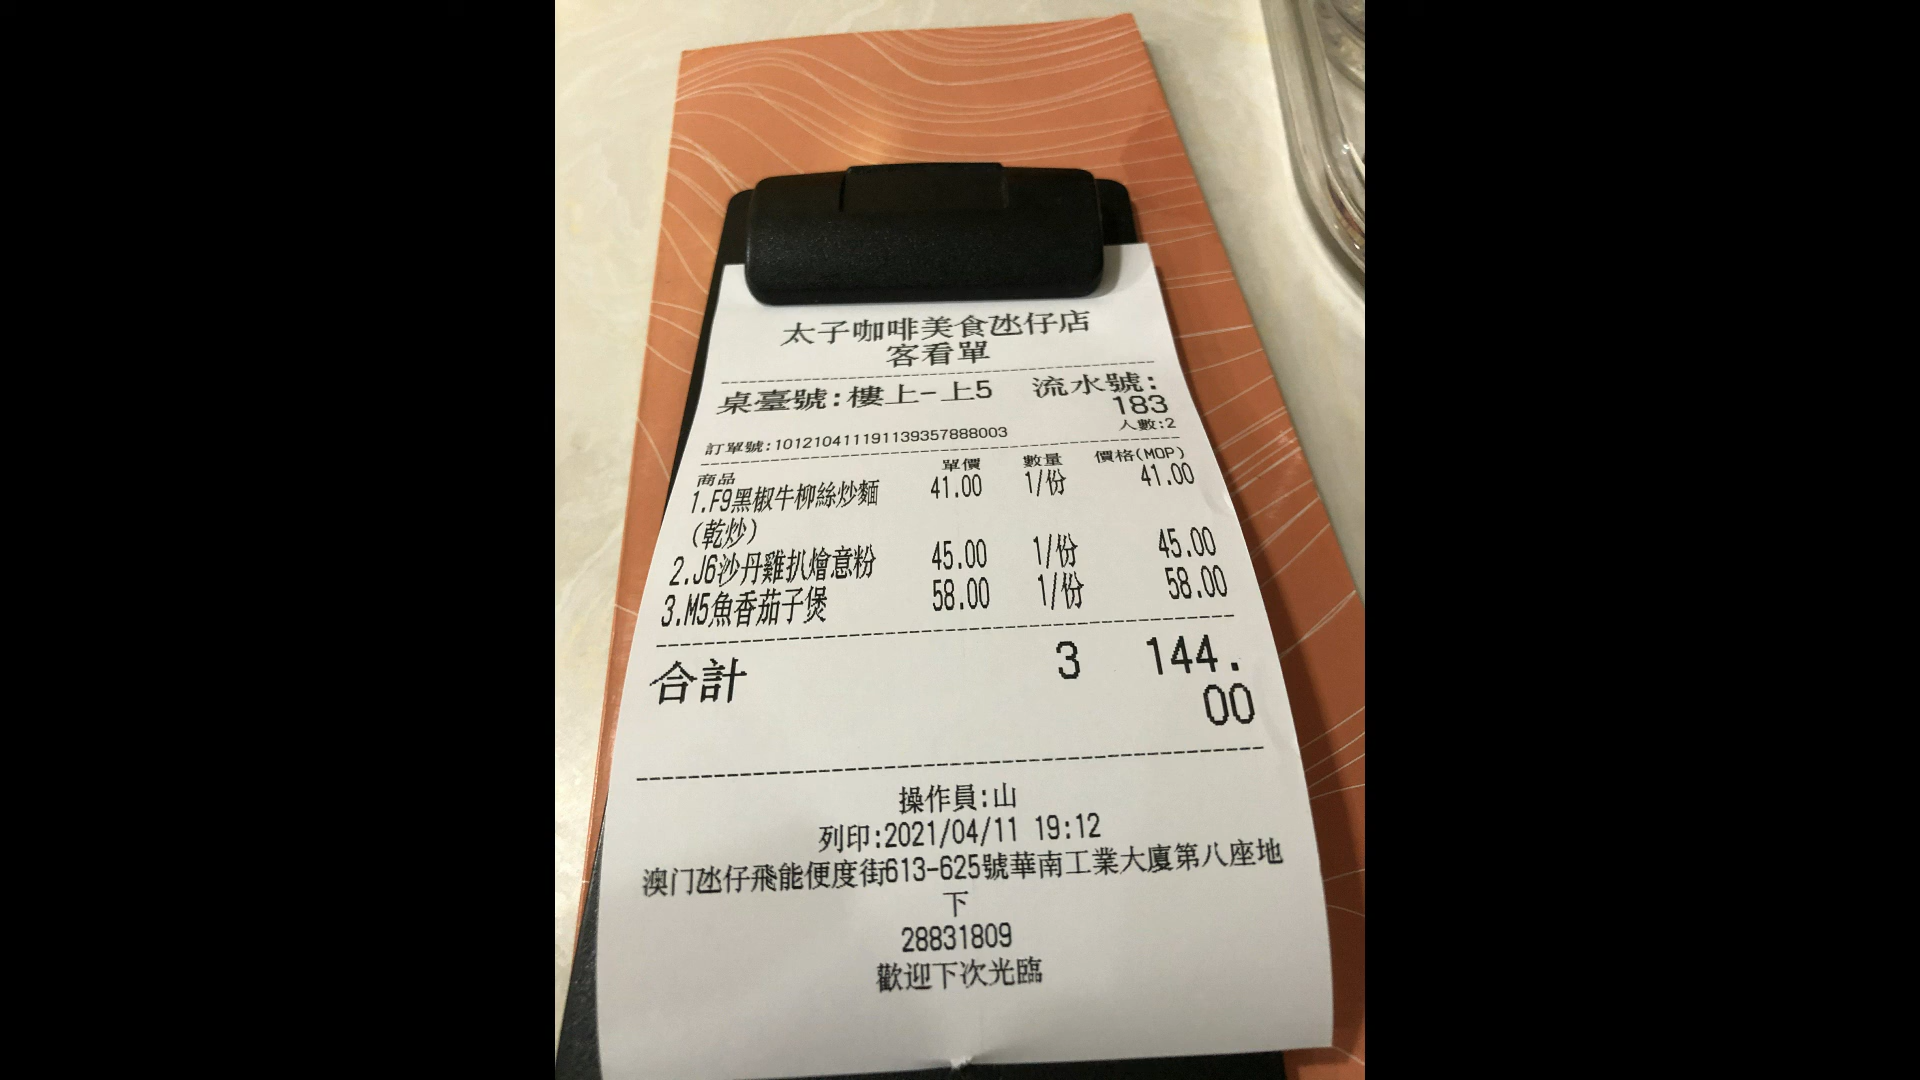 太子咖啡美食氹仔店
客看單
桌臺號:樓上-上5 流水號:
183
訂單號:101210411191139357888003 人數:2
商品 單價 數量 價格(MOP)
1.F9黑椒牛柳絲炒麵 41.00 1/份 41.00
(乾炒)
2.J6沙丹雞扒燴意粉 45.00 1/份 45.00
3.M5魚香茄子煲 58.00 1/份 58.00
合計 3 144.
00
操作員:山
列印:2021/04/11 19:12
澳门氹仔飛能便度街613-625號華南工業大廈第八座地
下
28831809
歡迎下次光臨